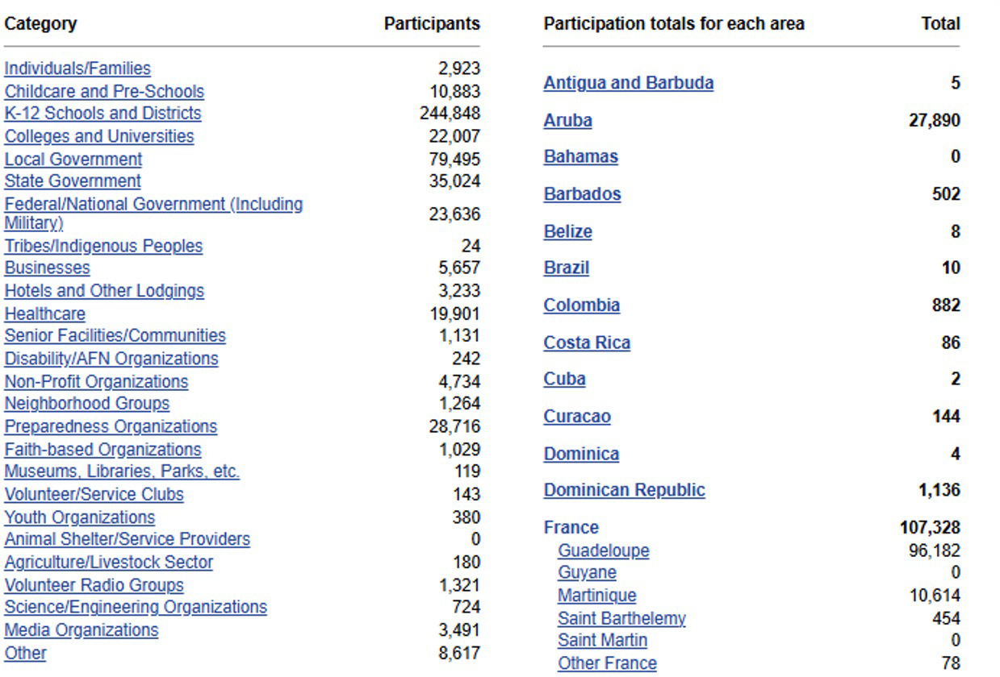 Category Participants
Individuals/Families 2,923
Childcare and Pre-Schools 10,883
K-12 Schools and Districts 244,848
Colleges and Universities 22,007
Local Government 79,495
State Government 35,024
Federal/National Government (Including
Military) 23,636
Tribes/Indigenous Peoples 24
Businesses 5,657
Hotels and Other Lodgings 3,233
Healthcare 19,901
Senior Facilities/Communities 1,131
Disability/AFN Organizations 242
Non-Profit Organizations 4,734
Neighborhood Groups 1,264
Preparedness Organizations 28,716
Faith-based Organizations 1,029
Museums, Libraries, Parks, etc. 119
Volunteer/Service Clubs 143
Youth Organizations 380
Animal Shelter/Service Providers 0
Agriculture/Livestock Sector 180
Volunteer Radio Groups 1,321
Science/Engineering Organizations 724
Media Organizations 3,491
Other 8,617
Participation totals for each area Total
Antigua and Barbuda 5
Aruba 27,890
Bahamas 0
Barbados 502
Belize 8
Brazil 10
Colombia 882
Costa Rica 86
Cuba 2
Curacao 144
Dominica 4
Dominican Republic 1,136
France 107,328
Guadeloupe 96,182
Guyane 0
Martinique 10,614
Saint Barthelemy 454
Saint Martin 0
Other France 78